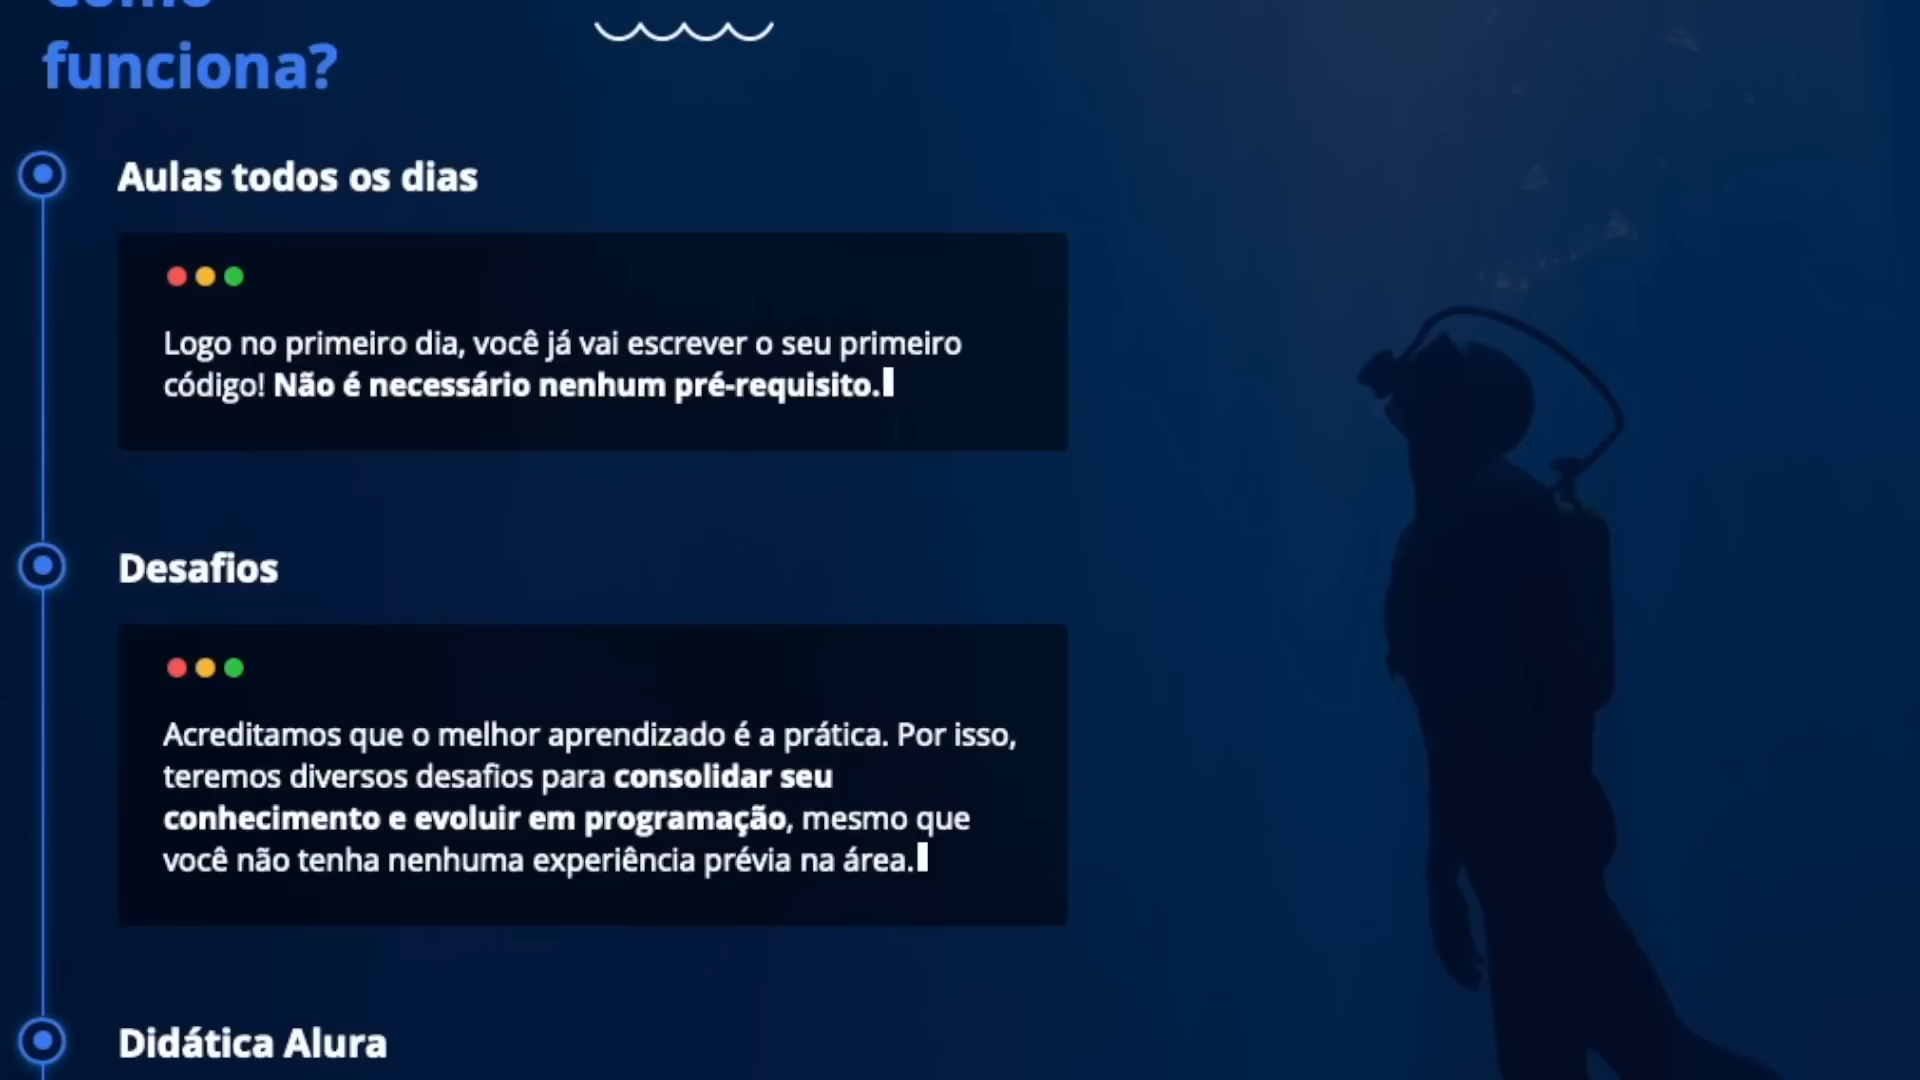 Como
funciona?
Aulas todos os dias
Logo no primeiro dia, você já vai escrever o seu primeiro
código! Não é necessário nenhum pré-requisito.
Desafios
Acreditamos que o melhor aprendizado é a prática. Por isso,
teremos diversos desafios para consolidar seu
conhecimento e evoluir em programação, mesmo que
você não tenha nenhuma experiência prévia na área.
Didática Alura